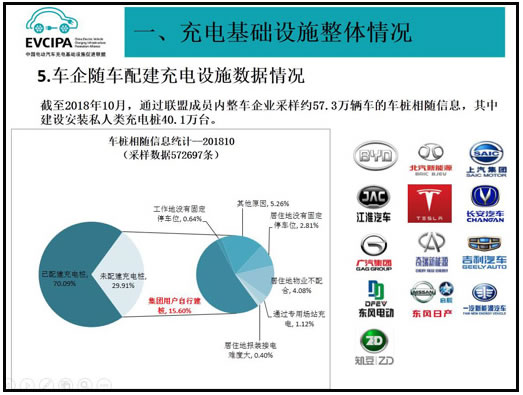 EVCIPA
中国电动汽车充电基础设施促进联盟
一、充电基础设施整体情况
5.车企随车配建充电设施数据情况
截至2018年10月，通过联盟成员内整车企业采样约57.3万辆车的车桩相随信息，其中
建设安装私人类充电桩40.1万台。
车桩相随信息统计—201810
（采样数据572697条）
工作地没有固定
停车位, 0.64%
其他原因, 5.26%
居住地没有固定
停车位, 2.81%
已配建充电桩,
70.09%
未配建充电桩,
29.91%
居住地物业不配
合, 4.08%
集团用户自行建
桩, 15.60%
通过专用场站充
电, 1.12%
居住地报装接电
难度大, 0.40%
BYD
北汽新能源
BAIC BJEV
SAIC
上汽集团
SAIC MOTOR
JAC
江淮汽车
TESLA
长安汽车
CHANGAN
广汽集团
GAC GROUP
奇瑞新能源
吉利汽车
GEELY AUTO
DFEV
东风电动
NISSAN
启辰
东风日产
一汽新能源汽车
知豆|ZD